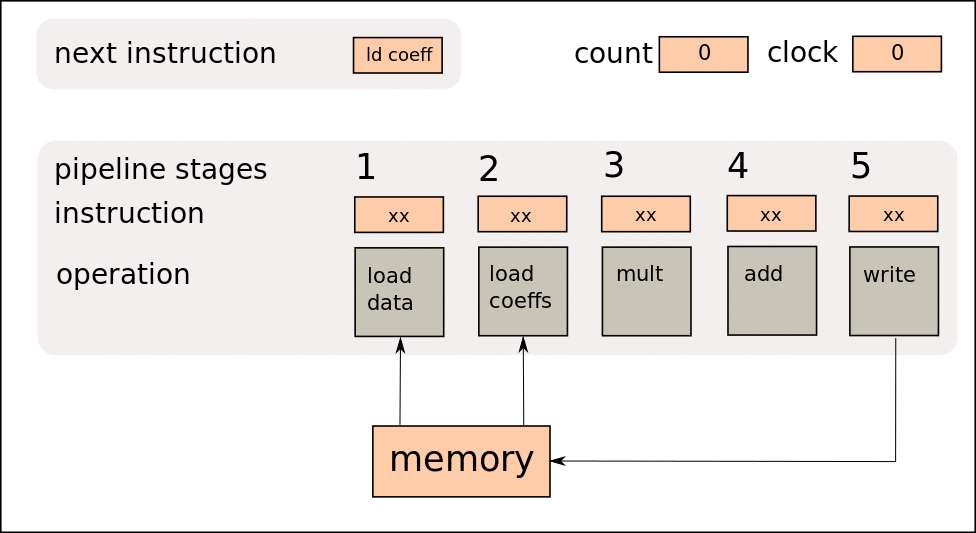 next instruction ld coeff count 0 clock 0
pipeline stages 1 2 3 4 5
instruction xx xx xx xx xx
operation load data load coeffs mult add write
memory